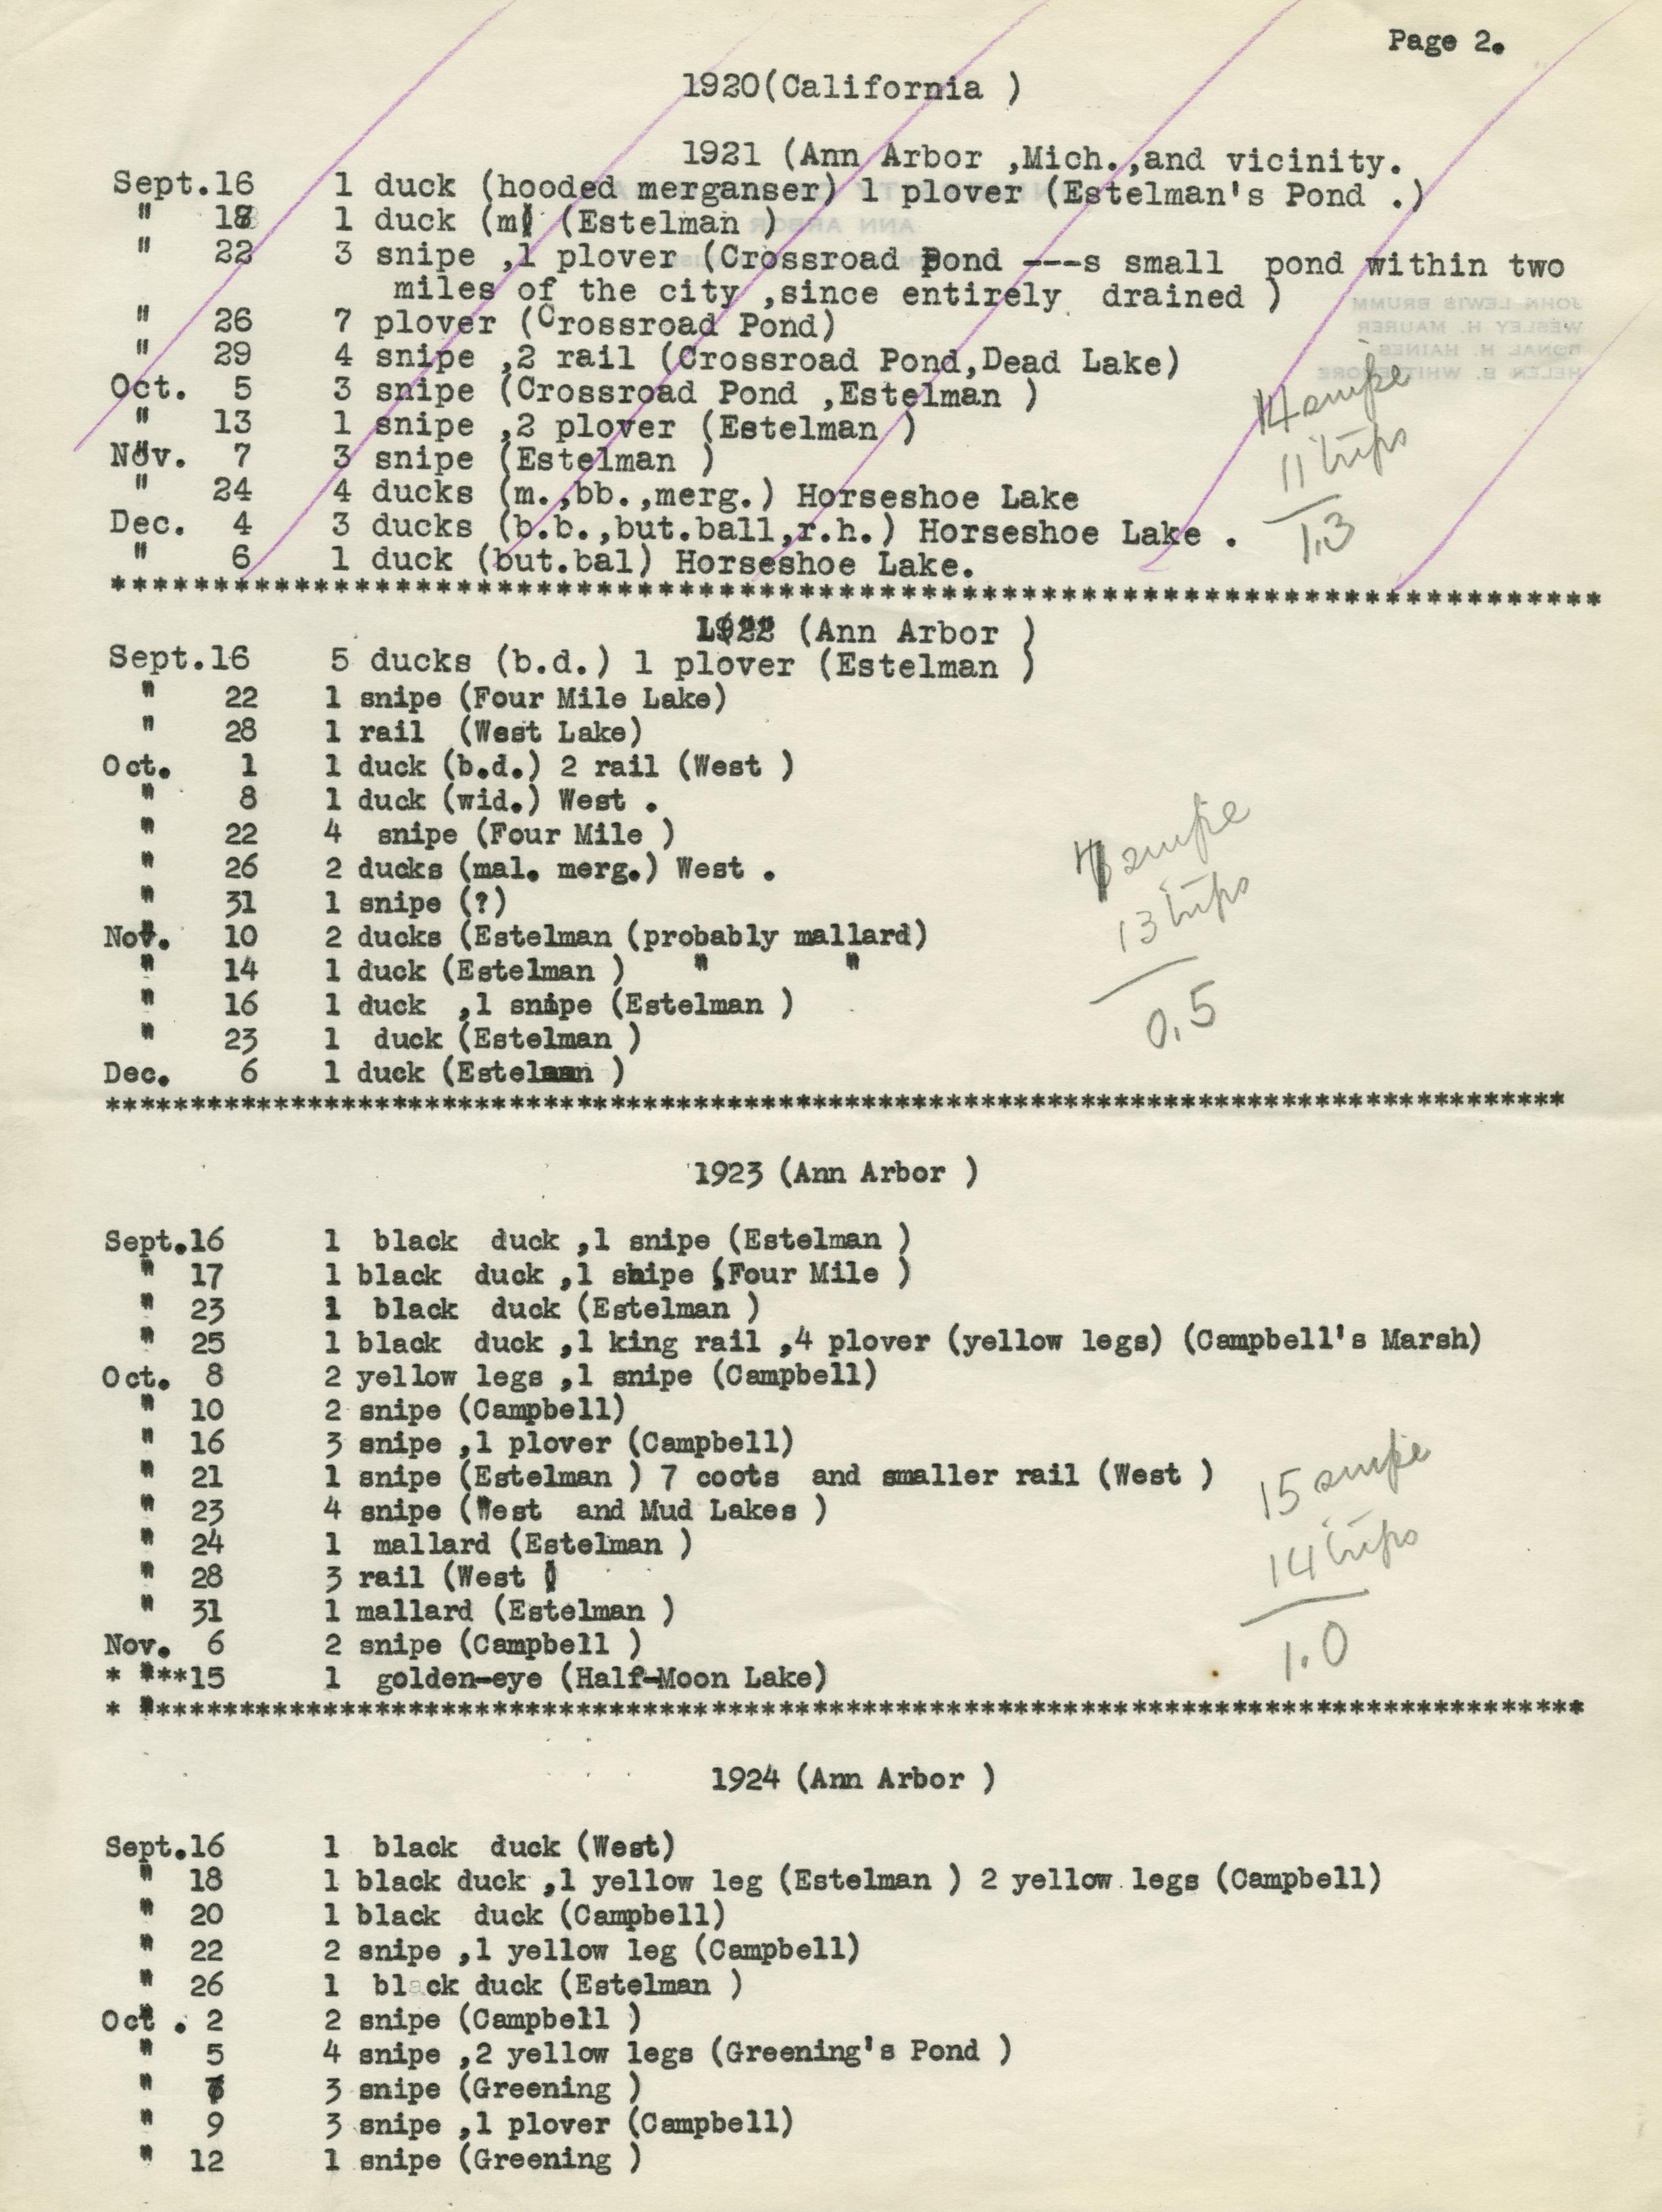 Page 2.
1920(California )
1921 (Ann Arbor ,Mich.,and vicinity.
Sept.16 1 duck (hooded merganser) 1 plover (Estelman's Pond .)
" 18 1 duck (m (Estelman )
" 22 3 snipe ,1 plover (Crossroad Pond ---s small pond within two
miles of the city ,since entirely drained )
" 26 7 plover (Crossroad Pond)
" 29 4 snipe ,2 rail (Crossroad Pond,Dead Lake)
Oct. 5 3 snipe (Crossroad Pond ,Estelman )
" 13 1 snipe ,2 plover (Estelman )
Nov. 7 3 snipe (Estelman )
" 24 4 ducks (m.,bb.,merg.) Horseshoe Lake
Dec. 4 3 ducks (b.b.,but.ball,r.h.) Horseshoe Lake .
" 6 1 duck (but.bal) Horseshoe Lake.
14 snipe
11 trips
1.3
******************************************************************************************
1922 (Ann Arbor )
Sept.16 5 ducks (b.d.) 1 plover (Estelman )
" 22 1 snipe (Four Mile Lake)
" 28 1 rail (West Lake)
Oct. 1 1 duck (b.d.) 2 rail (West )
" 8 1 duck (wid.) West .
" 22 4 snipe (Four Mile )
" 26 2 ducks (mal. merg.) West .
" 31 1 snipe (?)
Nov. 10 2 ducks (Estelman (probably mallard)
" 14 1 duck (Estelman ) " "
" 16 1 duck ,1 snipe (Estelman )
" 23 1 duck (Estelman )
Dec. 6 1 duck (Estelman )
snipe
13 trips
0.5
******************************************************************************************
1923 (Ann Arbor )
Sept.16 1 black duck ,1 snipe (Estelman )
" 17 1 black duck ,1 snipe (Four Mile )
" 23 1 black duck (Estelman )
" 25 1 black duck ,1 king rail ,4 plover (yellow legs) (Campbell's Marsh)
Oct. 8 2 yellow legs ,1 snipe (Campbell)
" 10 2 snipe (Campbell)
" 16 3 snipe ,1 plover (Campbell)
" 21 1 snipe (Estelman ) 7 coots and smaller rail (West )
" 23 4 snipe (West and Mud Lakes )
" 24 1 mallard (Estelman )
" 28 3 rail (West )
" 31 1 mallard (Estelman )
Nov. 6 2 snipe (Campbell )
* "***15 1 golden-eye (Half-Moon Lake)
15 snipe
14 trips
1.0
* "***************************************************************************************
1924 (Ann Arbor )
Sept.16 1 black duck (West)
" 18 1 black duck ,1 yellow leg (Estelman ) 2 yellow legs (Campbell)
" 20 1 black duck (Campbell)
" 22 2 snipe ,1 yellow leg (Campbell)
" 26 1 black duck (Estelman )
Oct . 2 2 snipe (Campbell )
" 5 4 snipe ,2 yellow legs (Greening's Pond )
" 3 snipe (Greening )
" 9 3 snipe ,1 plover (Campbell)
" 12 1 snipe (Greening )